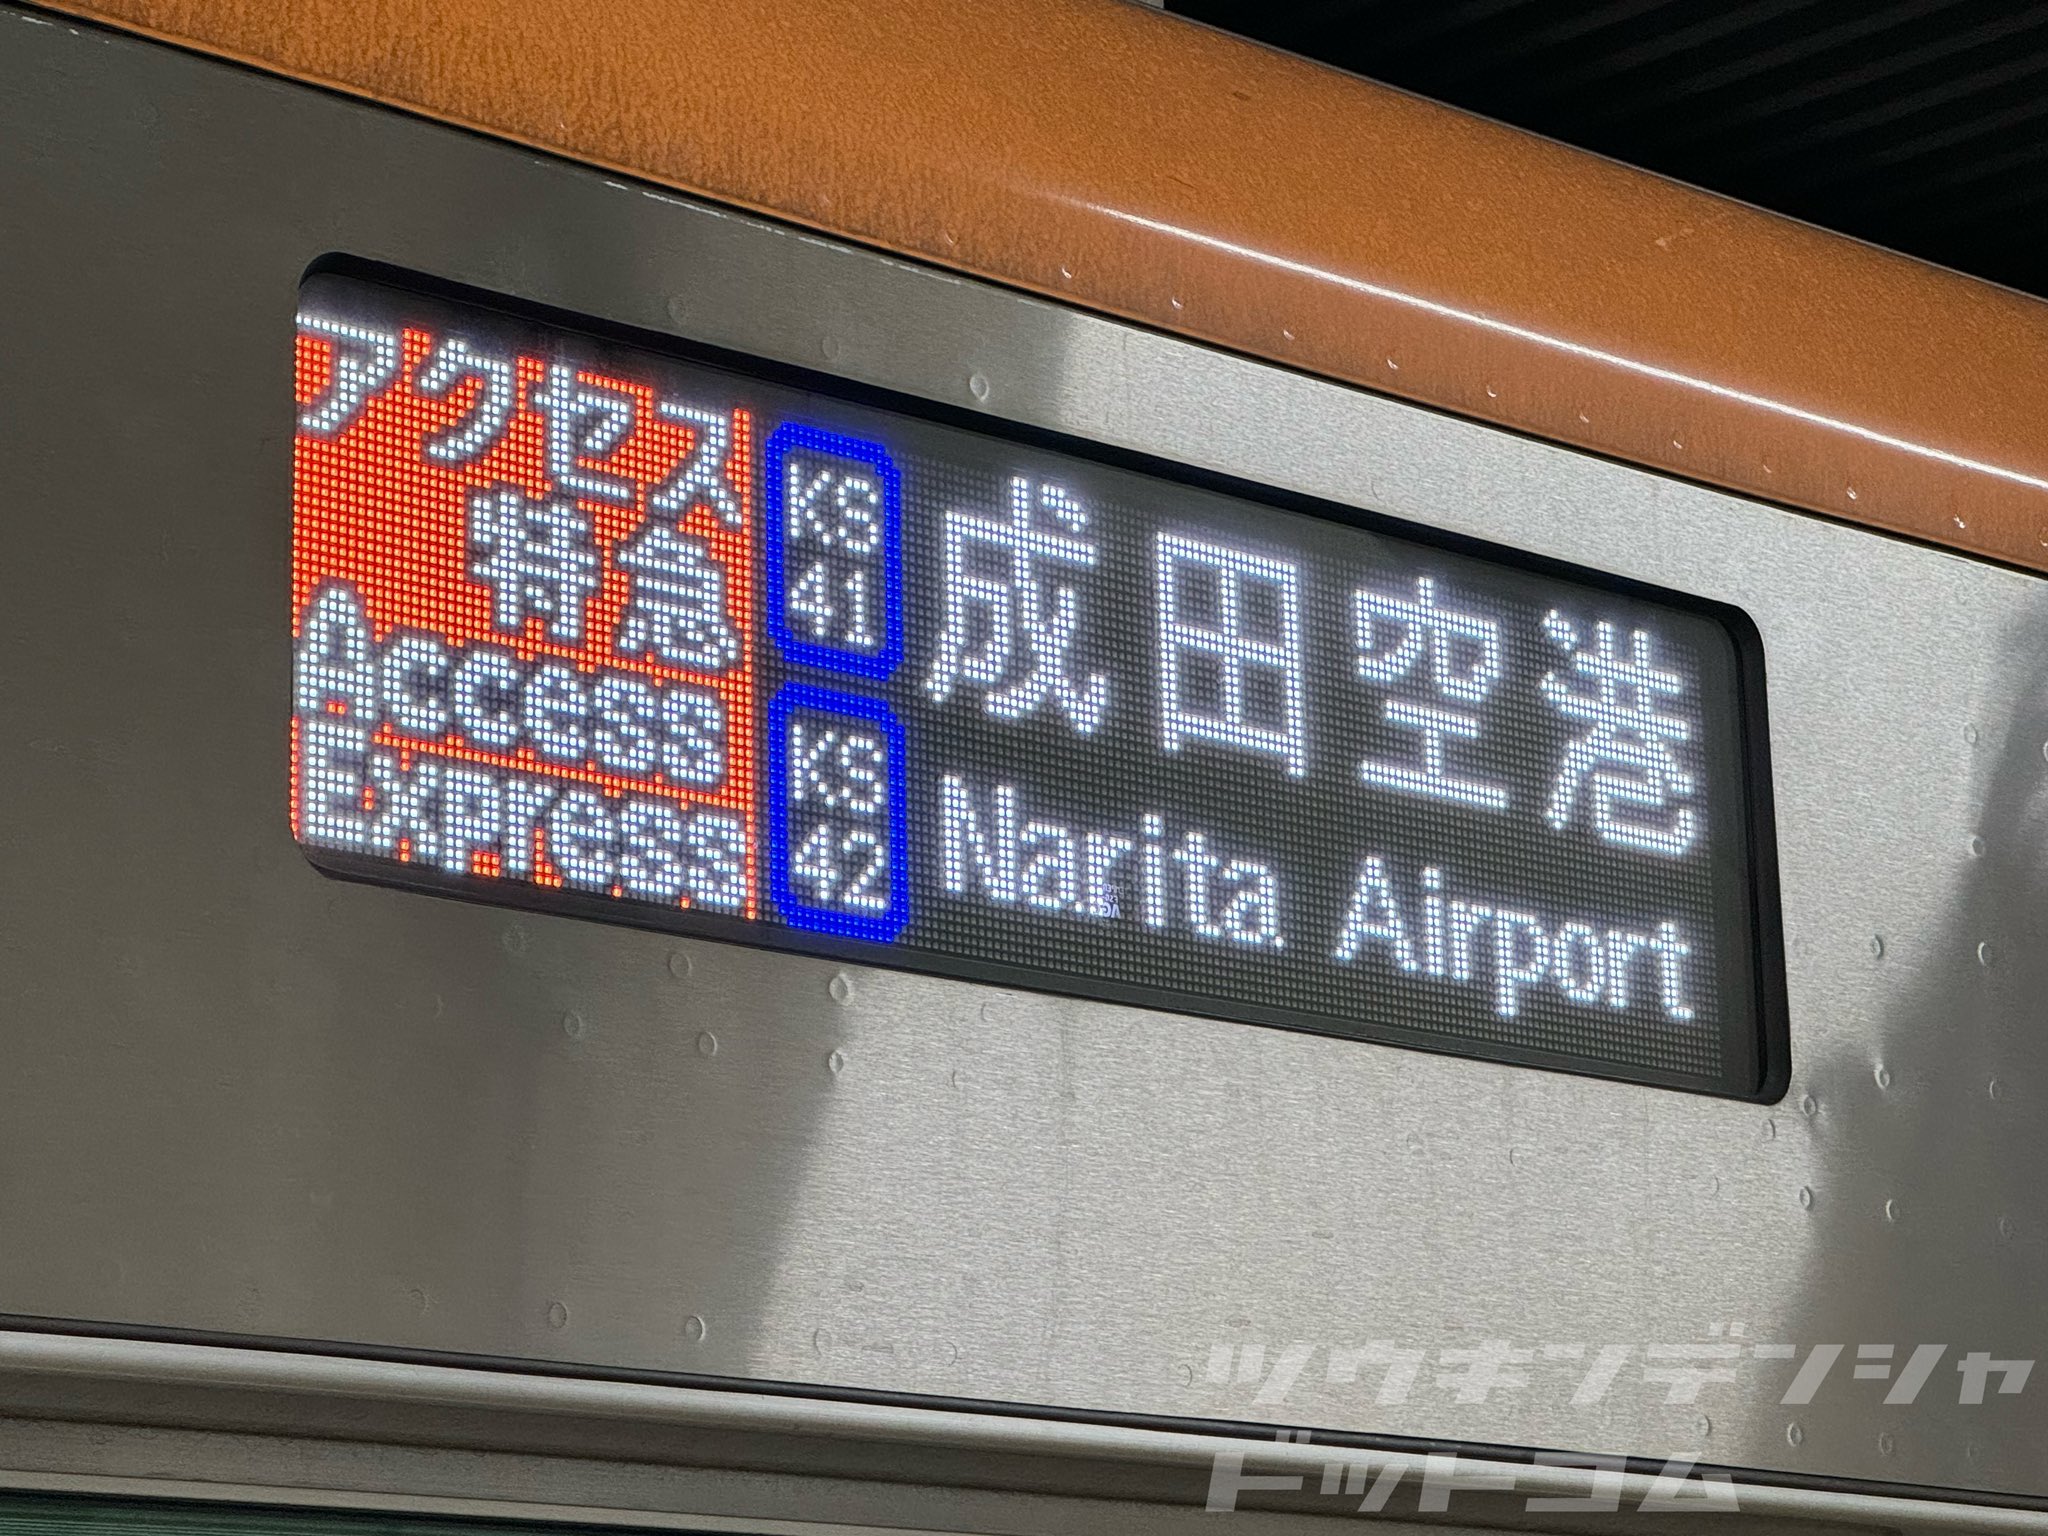 アクセス
特急
Access
Express
KS
41
KS
42
成田空港
Narita Airport
ツウキンデンシャ
ドットコム